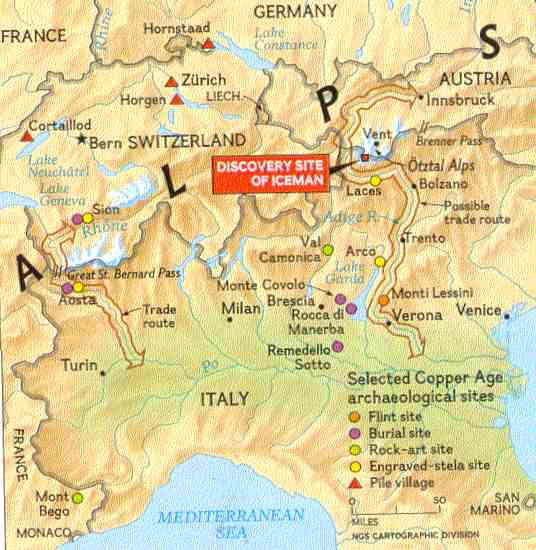 GERMANY
FRANCE
Rhine
Hornstaad
Lake
Constance
A L P S
AUSTRIA
Zürich
Horgen
LIECH.
Innsbruck
Cortaillod
Bern
SWITZERLAND
Vent
Brenner Pass
Ötztal Alps
DISCOVERY SITE
OF ICEMAN
Laces
Bolzano
Lake
Neuchâtel
Lake
Geneva
Sion
Rhône
Possible
trade route
Adige R.
Trento
Val
Camonica
Arco
Lake
Garda
Great St. Bernard Pass
Aosta
Monte Covolo
Brescia
Rocca di
Manerba
Monti Lessini
Verona
Venice
Milan
Trade
route
Remedello
Sotto
Turin
Po
ITALY
Selected Copper Age
archaeological sites
Flint site
Burial site
Rock-art site
Engraved-stela site
Pile village
FRANCE
Mont
Bego
MONACO
MEDITERRANEAN
SEA
0 50
MILES
NGS CARTOGRAPHIC DIVISION
SAN
MARINO